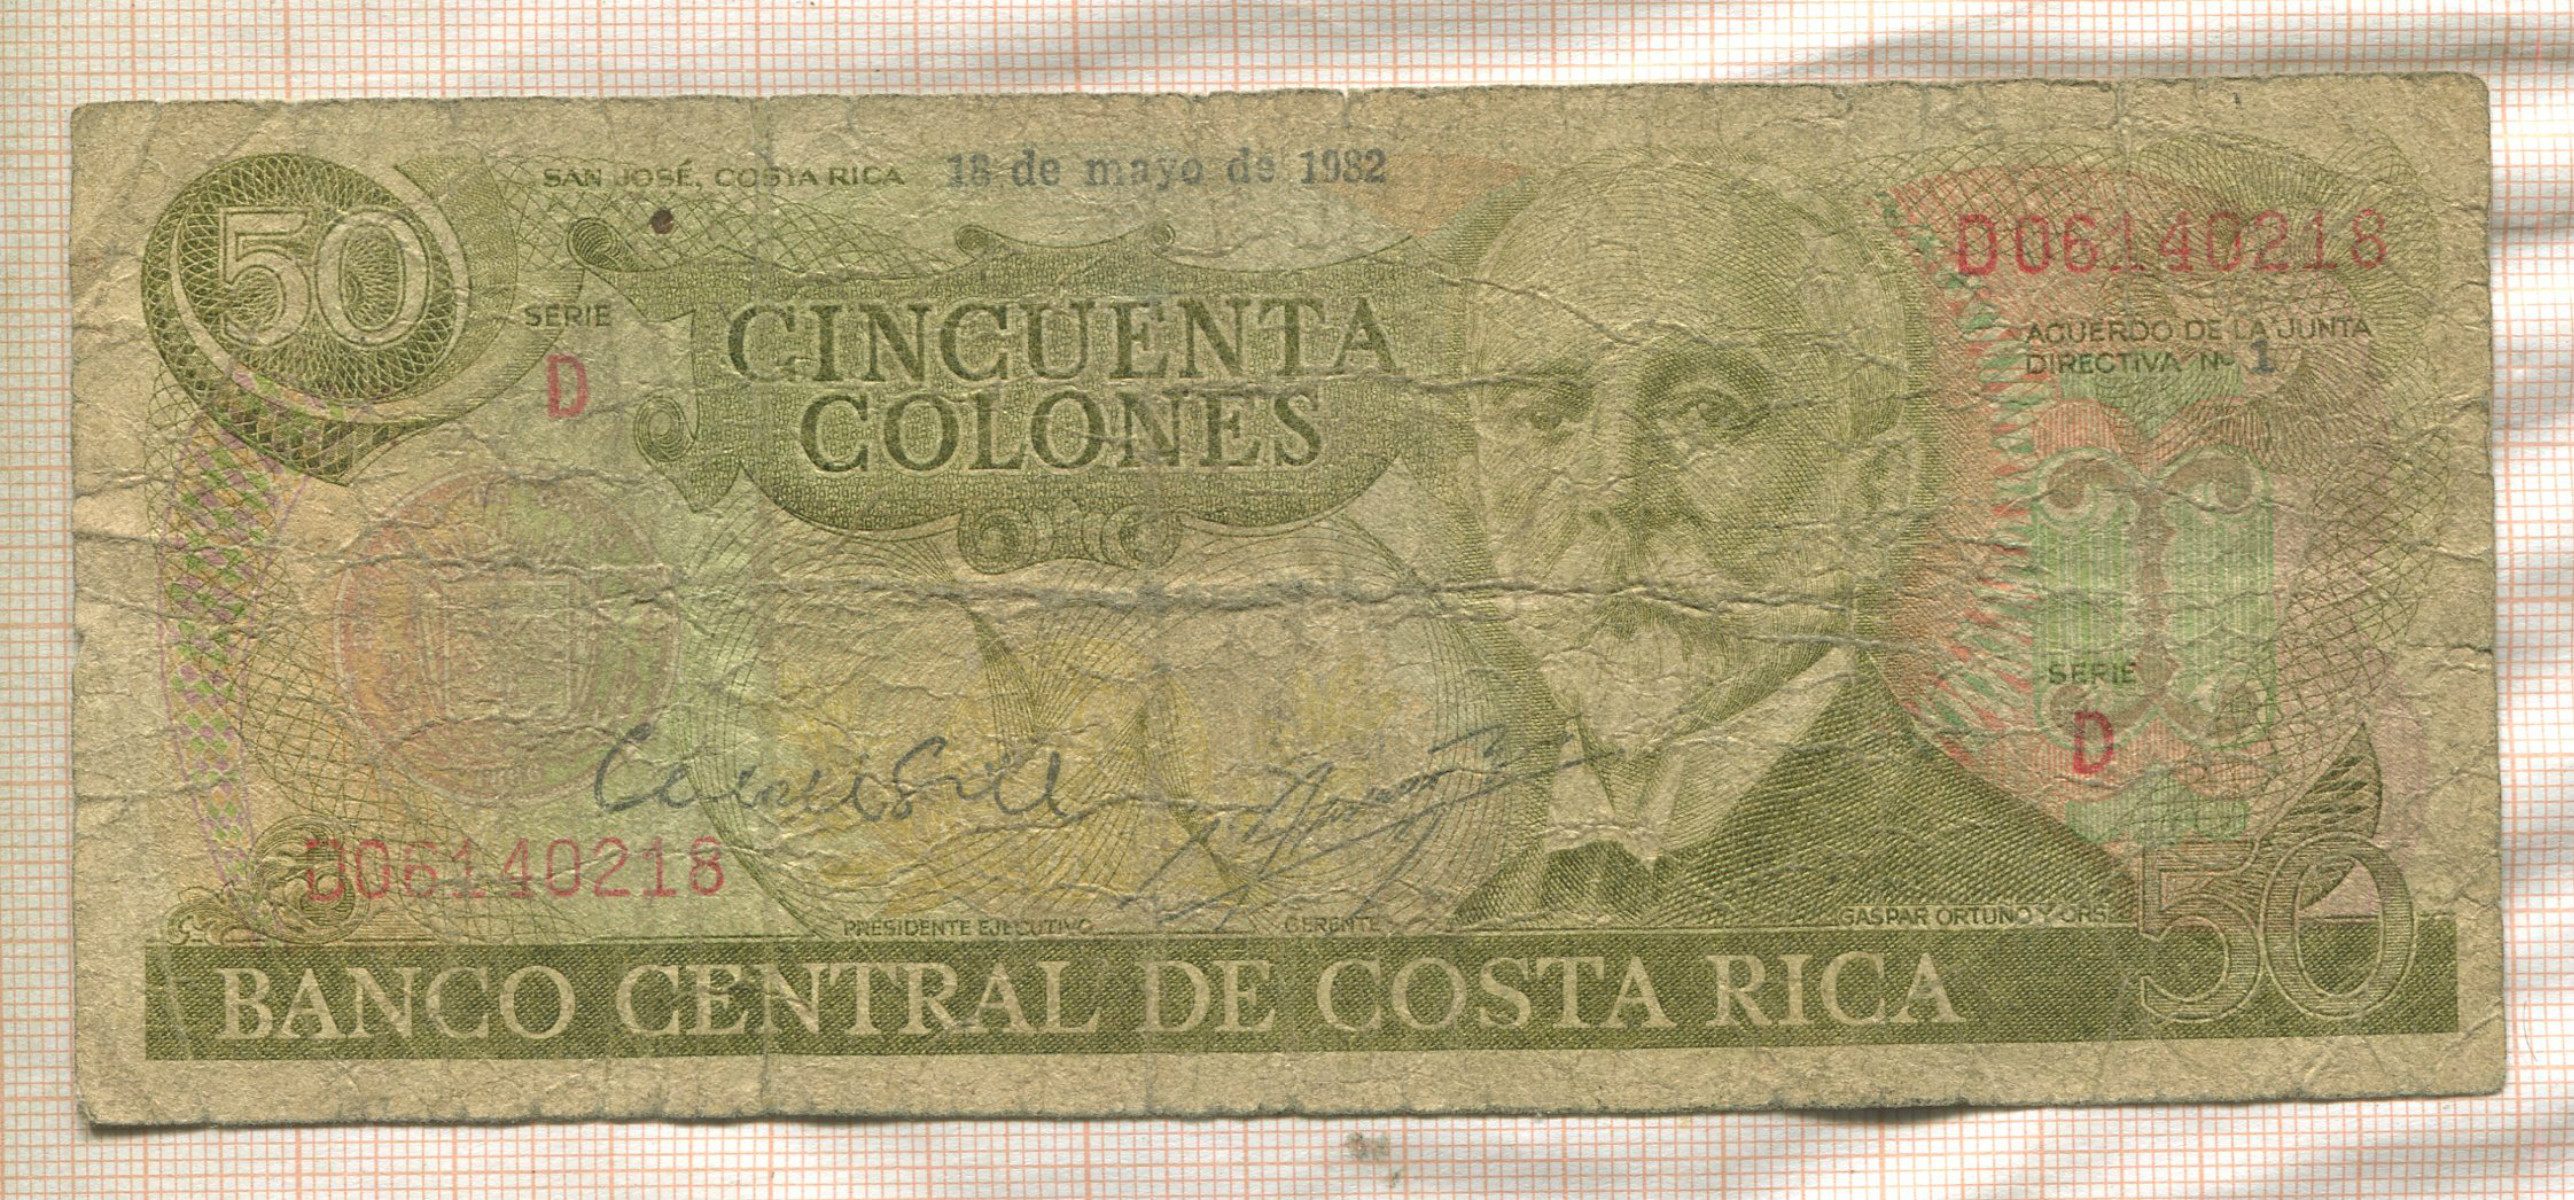 50
SAN JOSÉ, COSTA RICA 18 de mayo de 1982
D06140218
SERIE
D
CINCUENTA
COLONES
ACUERDO DE LA JUNTA
DIRECTIVA Nº 1
SERIE
D
D06140218
PRESIDENTE EJECUTIVO
GERENTE
GASPAR ORTUÑO Y ORS
50
BANCO CENTRAL DE COSTA RICA